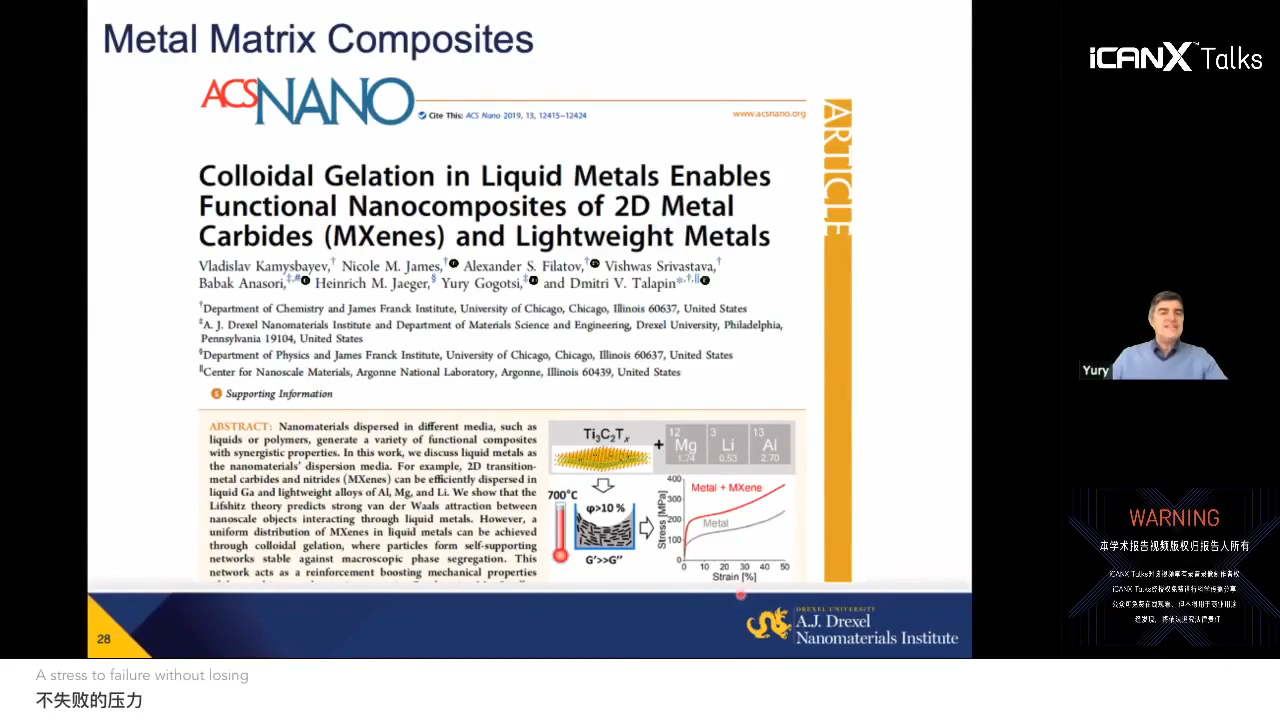 Metal Matrix Composites
ACS NANO
Cite This: ACS Nano 2019, 13, 12415−12424
www.acsnano.org
ARTICLE
Colloidal Gelation in Liquid Metals Enables
Functional Nanocomposites of 2D Metal
Carbides (MXenes) and Lightweight Metals
Vladislav Kamysbayev,† Nicole M. James,† Alexander S. Filatov,† Vishwas Srivastava,†
Babak Anasori,‡,# Heinrich M. Jaeger,§ Yury Gogotsi,‡ and Dmitri V. Talapin*,†,∥
†Department of Chemistry and James Franck Institute, University of Chicago, Chicago, Illinois 60637, United States
‡A. J. Drexel Nanomaterials Institute and Department of Materials Science and Engineering, Drexel University, Philadelphia,
Pennsylvania 19104, United States
§Department of Physics and James Franck Institute, University of Chicago, Chicago, Illinois 60637, United States
∥Center for Nanoscale Materials, Argonne National Laboratory, Argonne, Illinois 60439, United States
S Supporting Information
ABSTRACT: Nanomaterials dispersed in different media, such as
liquids or polymers, generate a variety of functional composites
with synergistic properties. In this work, we discuss liquid metals as
the nanomaterials' dispersion media. For example, 2D transition-
metal carbides and nitrides (MXenes) can be efficiently dispersed in
liquid Ga and lightweight alloys of Al, Mg, and Li. We show that the
Lifshitz theory predicts strong van der Waals attraction between
nanoscale objects interacting through liquid metals. However, a
uniform distribution of MXenes in liquid metals can be achieved
through colloidal gelation, where particles form self-supporting
networks stable against macroscopic phase segregation. This
network acts as a reinforcement boosting mechanical properties
Ti3C2Tx
+
12 3 13
Mg Li Al
1.74 0.53 2.70
700°C
φ>10 %
G'>>G''
Stress [MPa]
400
300
200
100
0
Metal + MXene
Metal
0 10 20 30 40 50
Strain [%]
28
DREXEL UNIVERSITY
A.J. Drexel
Nanomaterials Institute
iCANX Talks
Yury
WARNING
本学术报告视频版权归报告人所有
A stress to failure without losing
不失败的压力